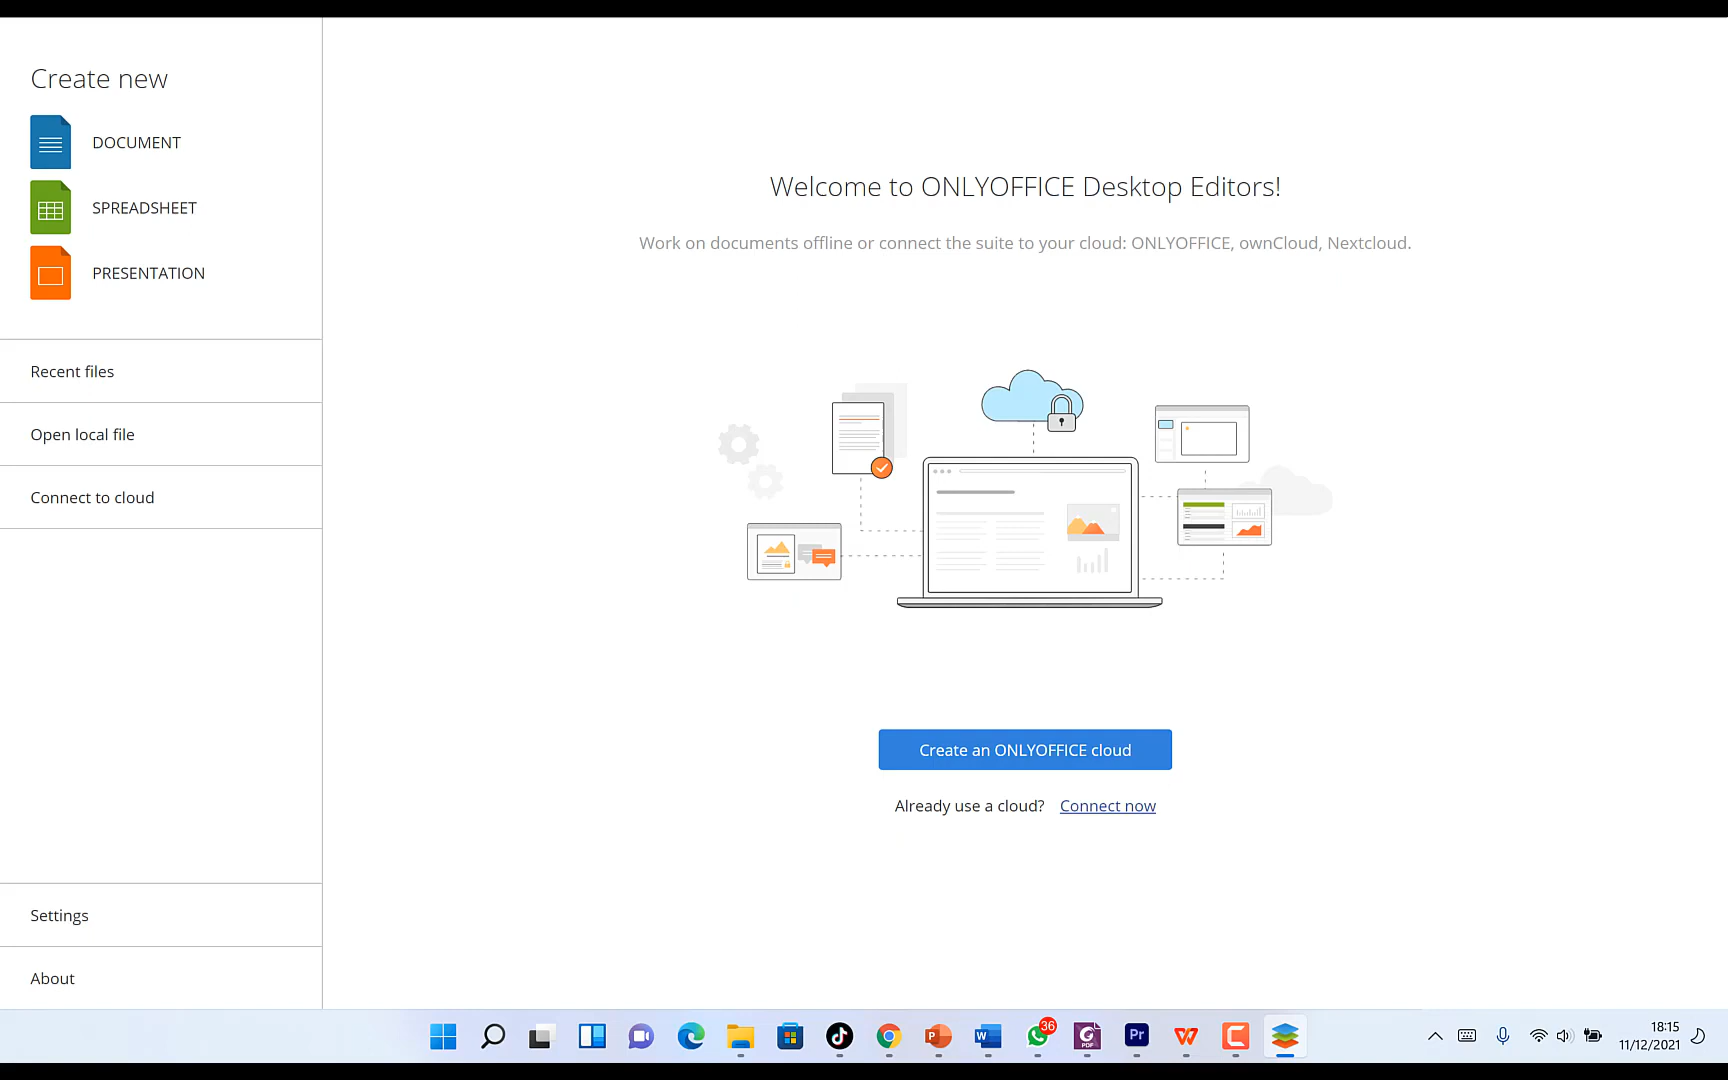 Create new
DOCUMENT
SPREADSHEET
PRESENTATION
Recent files
Open local file
Connect to cloud
Settings
About
Welcome to ONLYOFFICE Desktop Editors!
Work on documents offline or connect the suite to your cloud: ONLYOFFICE, ownCloud, Nextcloud.
Create an ONLYOFFICE cloud
Already use a cloud? Connect now
P
W
36
PDF
Pr
W
C
18:15
11/12/2021